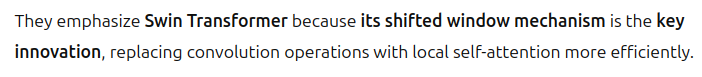 They emphasize Swin Transformer because its shifted window mechanism is the key
innovation, replacing convolution operations with local self-attention more efficiently.